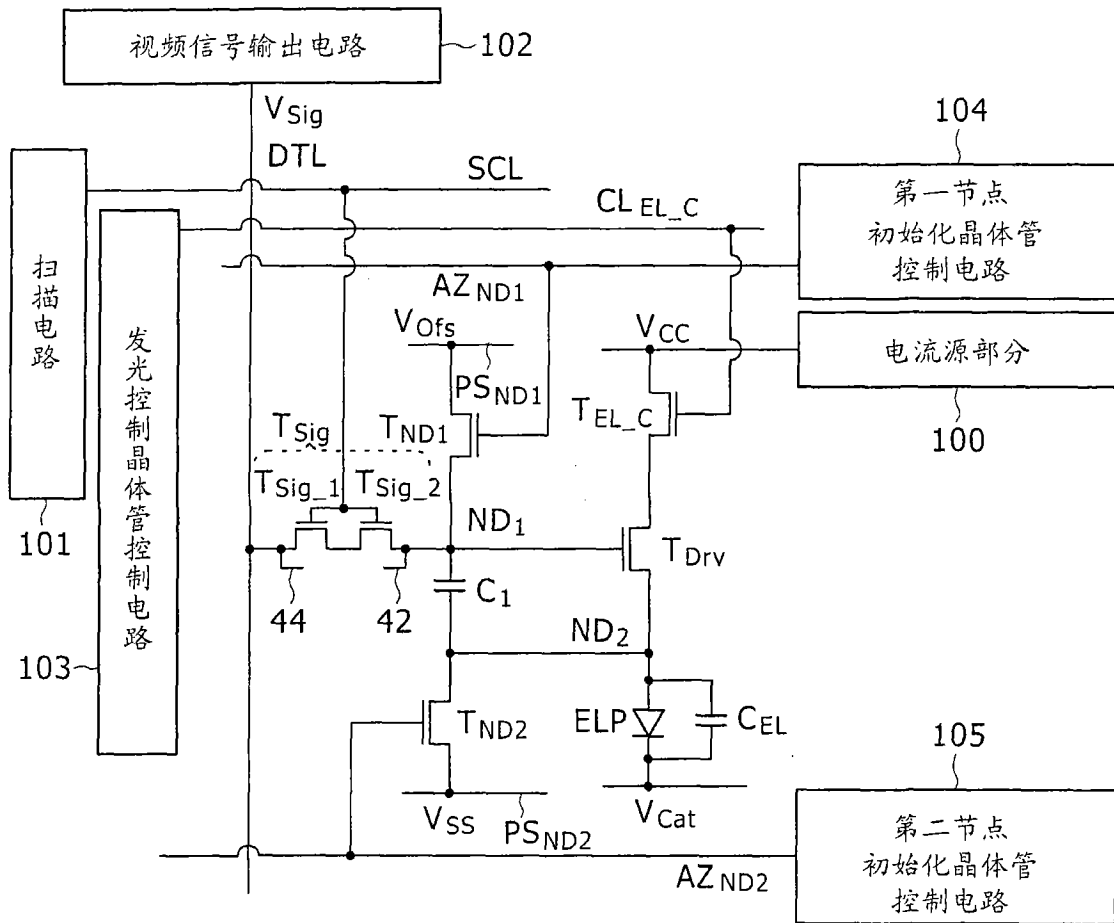 视频信号输出电路
102
V_Sig
DTL
SCL
CL_EL_C
104
第一节点
初始化晶体管
控制电路
扫描电路
101
发光控制晶体管控制电路
103
AZ_ND1
V_Ofs
PS_ND1
V_CC
电流源部分
100
T_EL_C
T_Sig
T_ND1
T_Sig_1
T_Sig_2
ND_1
T_Drv
44
42
C_1
ND_2
T_ND2
ELP
C_EL
V_SS
PS_ND2
V_Cat
105
第二节点
初始化晶体管
控制电路
AZ_ND2